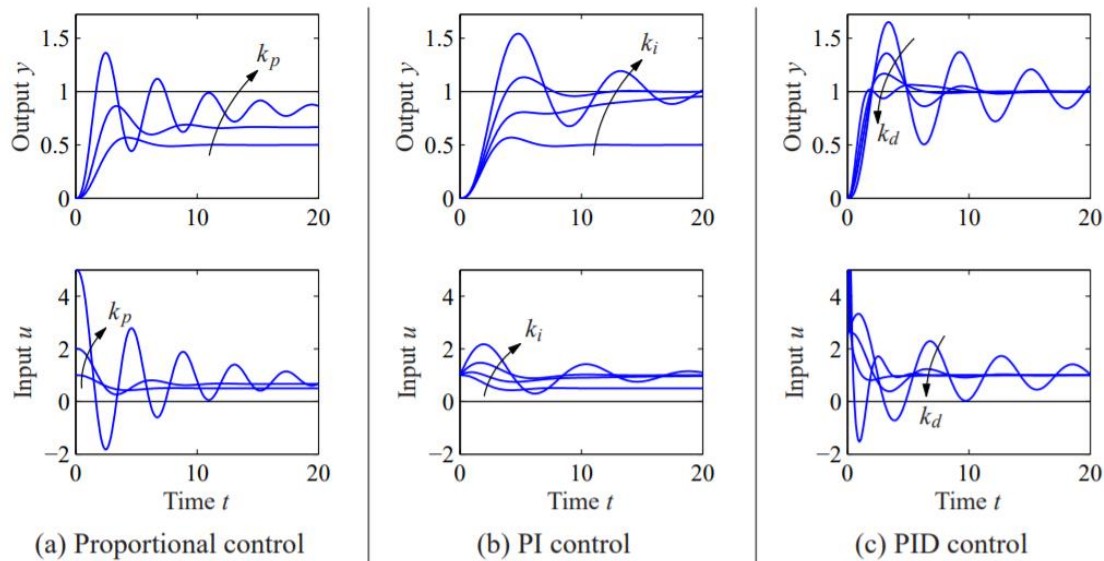 1.5
1
0.5
0
0 10 20
Output y
k_p
4
2
0
−2
0 10 20
Input u
k_p
Time t
(a) Proportional control
1.5
1
0.5
0
0 10 20
Output y
k_i
4
2
0
−2
0 10 20
Input u
k_i
Time t
(b) PI control
1.5
1
0.5
0
0 10 20
Output y
k_d
4
2
0
−2
0 10 20
Input u
k_d
Time t
(c) PID control